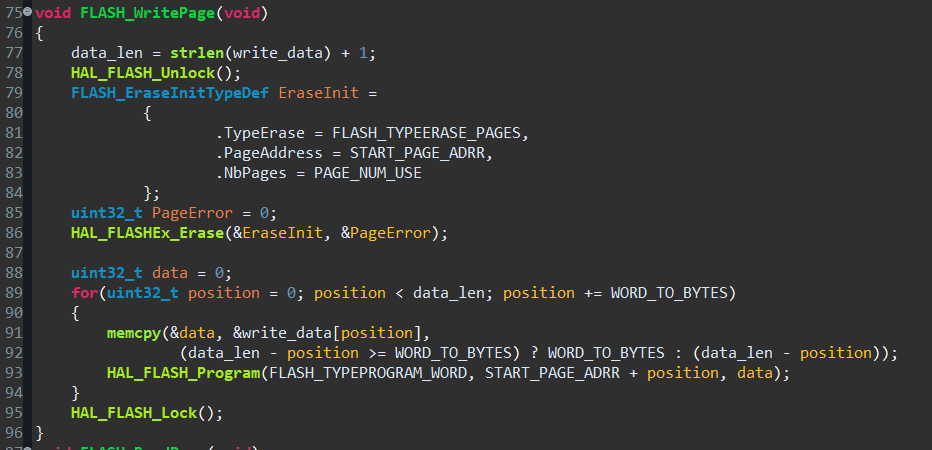 75 void FLASH_WritePage(void)
76 {
77     data_len = strlen(write_data) + 1;
78     HAL_FLASH_Unlock();
79     FLASH_EraseInitTypeDef EraseInit =
80             {
81                     .TypeErase = FLASH_TYPEERASE_PAGES,
82                     .PageAddress = START_PAGE_ADRR,
83                     .NbPages = PAGE_NUM_USE
84             };
85     uint32_t PageError = 0;
86     HAL_FLASHEx_Erase(&EraseInit, &PageError);
87
88     uint32_t data = 0;
89     for(uint32_t position = 0; position < data_len; position += WORD_TO_BYTES)
90     {
91         memcpy(&data, &write_data[position],
92                 (data_len - position >= WORD_TO_BYTES) ? WORD_TO_BYTES : (data_len - position));
93         HAL_FLASH_Program(FLASH_TYPEPROGRAM_WORD, START_PAGE_ADRR + position, data);
94     }
95     HAL_FLASH_Lock();
96 }